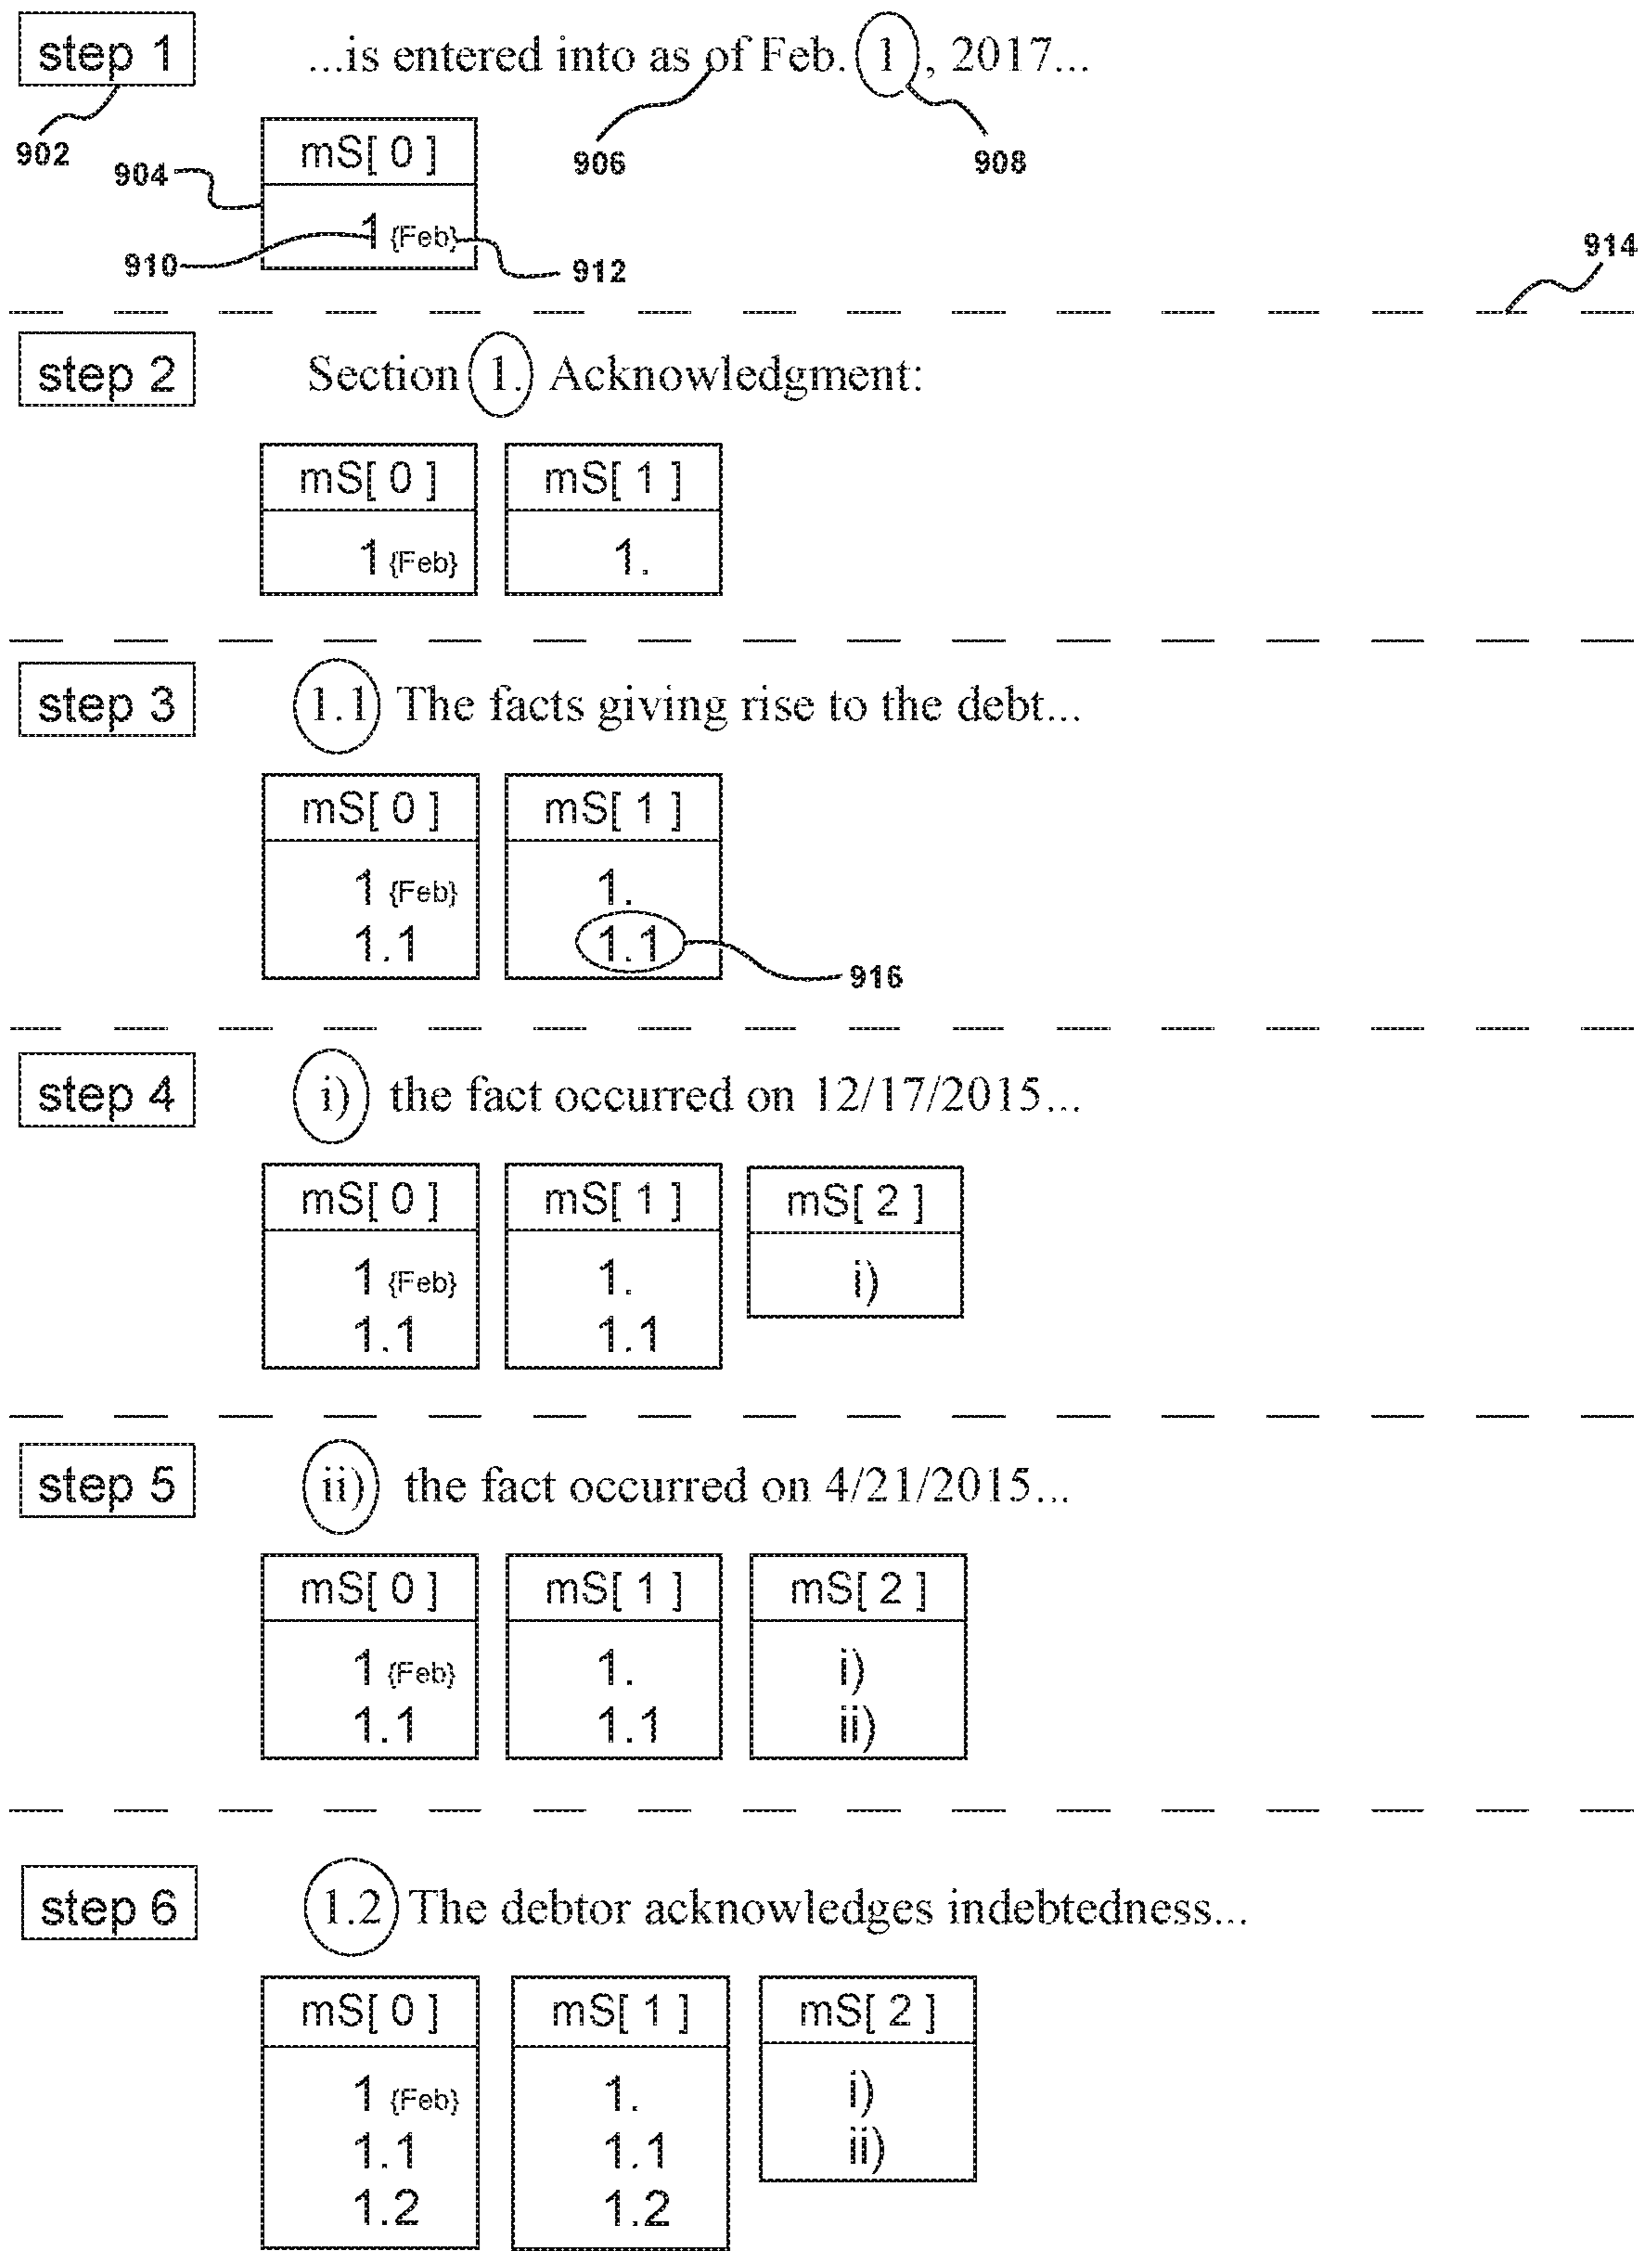 step 1 ...is entered into as of Feb. 1, 2017...
902 904 mS[ 0 ] 906 908
910 1 {Feb} 912 914
step 2 Section 1. Acknowledgment:
mS[ 0 ] mS[ 1 ]
1 {Feb} 1.
step 3 1.1 The facts giving rise to the debt...
mS[ 0 ] mS[ 1 ]
1 {Feb} 1.
1.1 1.1 916
step 4 i) the fact occurred on 12/17/2015...
mS[ 0 ] mS[ 1 ] mS[ 2 ]
1 {Feb} 1. i)
1.1 1.1
step 5 ii) the fact occurred on 4/21/2015...
mS[ 0 ] mS[ 1 ] mS[ 2 ]
1 {Feb} 1. i)
1.1 1.1 ii)
step 6 1.2 The debtor acknowledges indebtedness...
mS[ 0 ] mS[ 1 ] mS[ 2 ]
1 {Feb} 1. i)
1.1 1.1 ii)
1.2 1.2